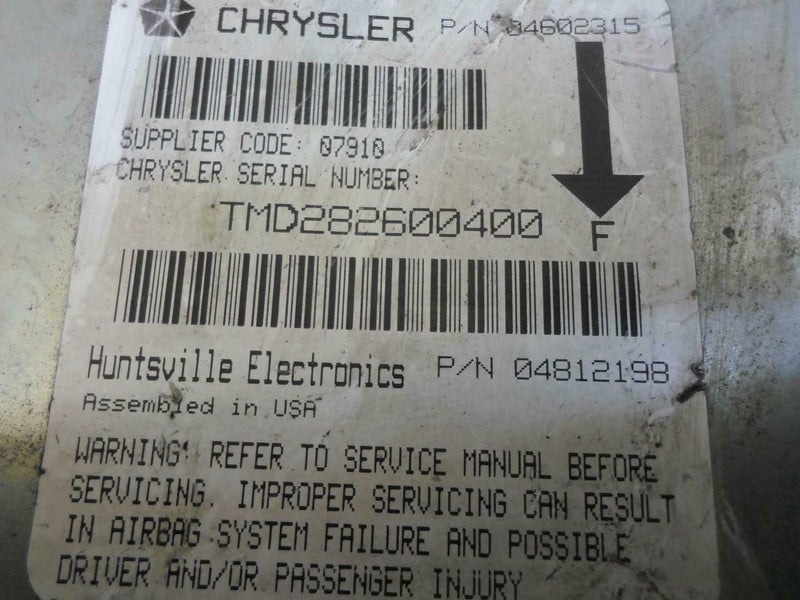 CHRYSLER P/N 04602315
SUPPLIER CODE: 07910
CHRYSLER SERIAL NUMBER:
TMD282600400
F
Huntsville Electronics P/N 04812198
Assembled in USA
WARNING! REFER TO SERVICE MANUAL BEFORE
SERVICING. IMPROPER SERVICING CAN RESULT
IN AIRBAG SYSTEM FAILURE AND POSSIBLE
DRIVER AND/OR PASSENGER INJURY